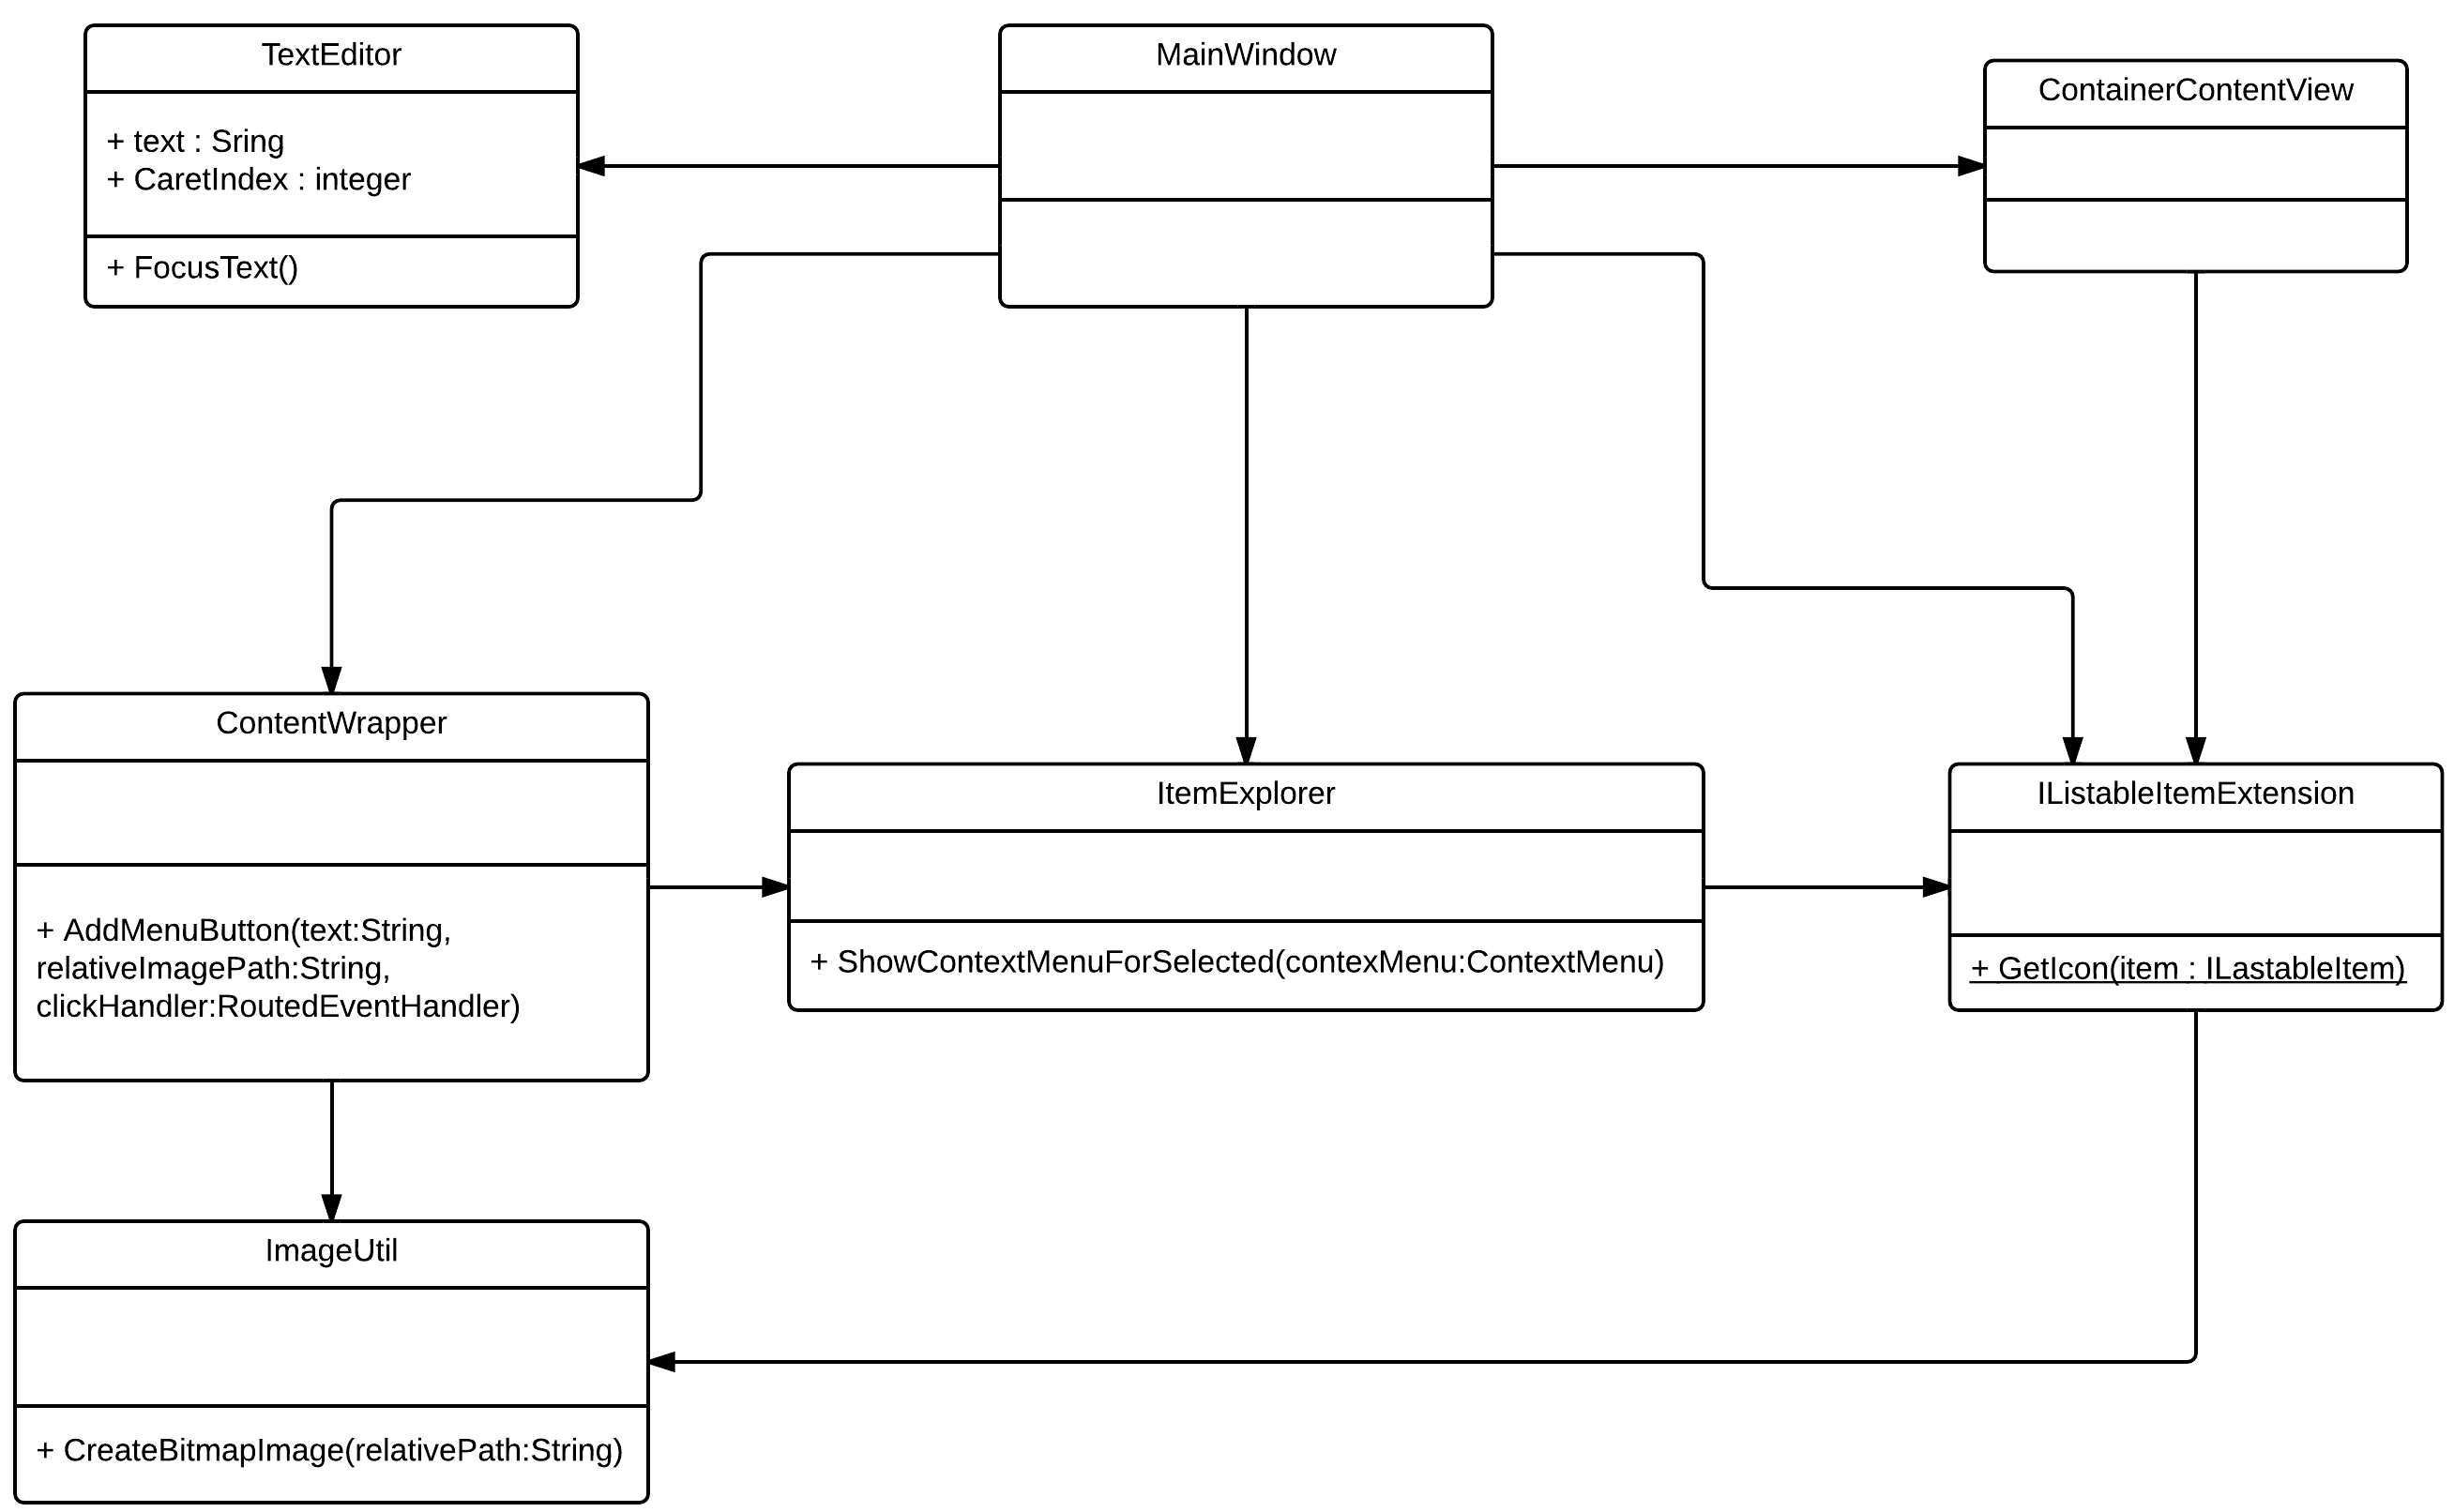 TextEditor
+ text : Sring
+ CaretIndex : integer
+ FocusText()
MainWindow
ContainerContentView
ContentWrapper
+ AddMenuButton(text:String,
relativeImagePath:String,
clickHandler:RoutedEventHandler)
ItemExplorer
+ ShowContextMenuForSelected(contexMenu:ContextMenu)
IListableItemExtension
+ GetIcon(item : ILastableItem)
ImageUtil
+ CreateBitmapImage(relativePath:String)